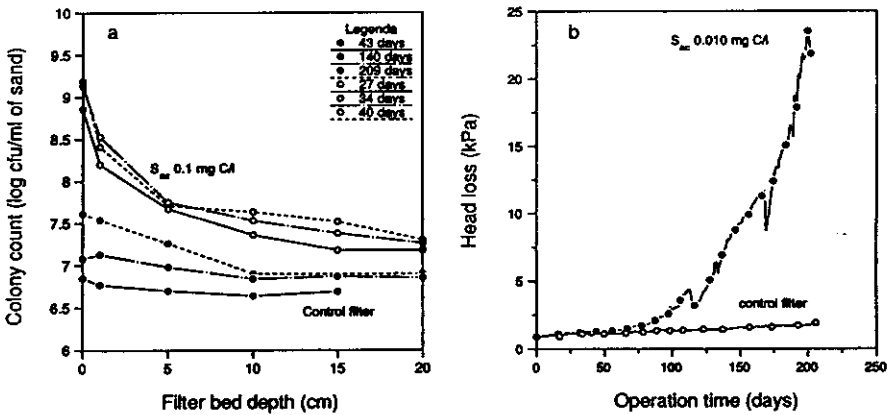 a
Legenda
43 days
140 days
209 days
27 days
34 days
40 days
S_ac 0.1 mg C/l
Control filter
Colony count (log cfu/ml of sand)
10
9.5
9
8.5
8
7.5
7
6.5
6
0
5
10
15
20
Filter bed depth (cm)
b
S_ac 0.010 mg C/l
control filter
Head loss (kPa)
25
20
15
10
5
0
0
50
100
150
200
250
Operation time (days)